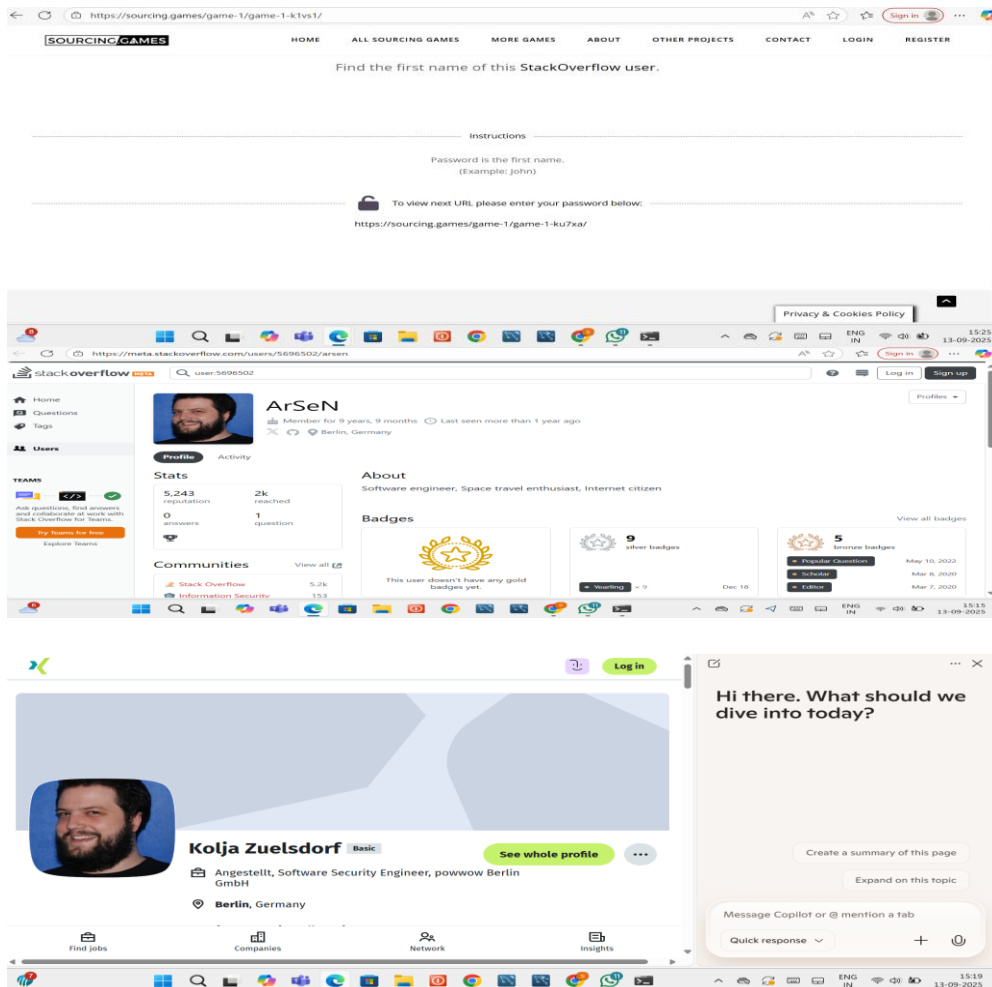 https://sourcing.games/game-1/game-1-k1vs1/
Sign in
SOURCING.GAMES
HOME ALL SOURCING GAMES MORE GAMES ABOUT OTHER PROJECTS CONTACT LOGIN REGISTER
Find the first name of this StackOverflow user.
Instructions
Password is the first name.
(Example: John)
To view next URL please enter your password below:
https://sourcing.games/game-1/game-1-ku7xa/
Privacy & Cookies Policy
ENG
IN
15:25
13-09-2025
https://meta.stackoverflow.com/users/5696502/arsen
Sign in
stackoverflow META
user:5696502
Log in Sign up
Home
Questions
Tags
Users
TEAMS
Ask questions, find answers and collaborate at work with Stack Overflow for Teams.
Try Teams for free
Explore Teams
ArSeN
Profiles
Member for 9 years, 9 months Last seen more than 1 year ago
Berlin, Germany
Profile Activity
Stats
5,243 2k
reputation reached
0 1
answers question
Communities View all
Stack Overflow 5.2k
Information Security 153
About
Software engineer, Space travel enthusiast, Internet citizen
Badges View all badges
This user doesn't have any gold badges yet.
9
silver badges
Yearling × 9 Dec 18
5
bronze badges
Popular Question May 10, 2022
Scholar Mar 8, 2020
Editor Mar 7, 2020
ENG
IN
15:15
13-09-2025
Log in
Kolja Zuelsdorf Basic
See whole profile
Angestellt, Software Security Engineer, powwow Berlin
GmbH
Berlin, Germany
Find jobs Companies Network Insights
Hi there. What should we
dive into today?
Create a summary of this page
Expand on this topic
Message Copilot or @ mention a tab
Quick response
ENG
IN
15:19
13-09-2025